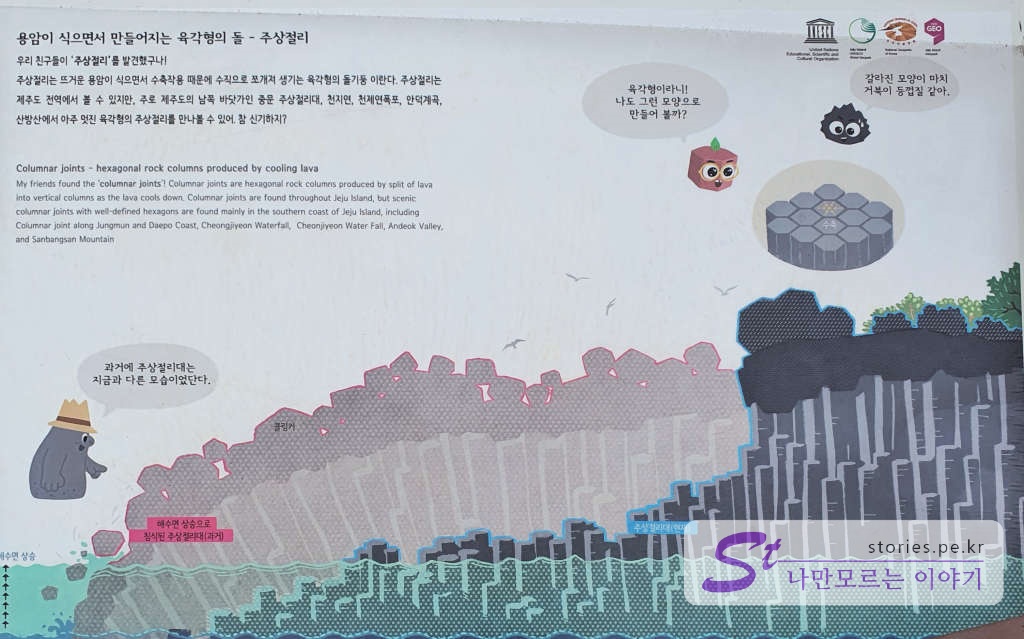 용암이 식으면서 만들어지는 육각형의 돌 - 주상절리
우리 친구들이 '주상절리'를 발견했구나!
주상절리는 뜨거운 용암이 식으면서 수축작용 때문에 수직으로 쪼개져 생기는 육각형의 돌기둥 이란다. 주상절리는
제주도 전역에서 볼 수 있지만, 주로 제주도의 남쪽 바닷가인 중문 주상절리대, 천지연, 천제연폭포, 안덕계곡,
산방산에서 아주 멋진 육각형의 주상절리를 만나볼 수 있어. 참 신기하지?
Columnar joints - hexagonal rock columns produced by cooling lava
My friends found the 'columnar joints'! Columnar joints are hexagonal rock columns produced by split of lava
into vertical columns as the lava cools down. Columnar joints are found throughout Jeju Island, but scenic
columnar joints with well-defined hexagons are found mainly in the southern coast of Jeju Island, including
Columnar joint along Jungmun and Daepo Coast, Cheongjiyeon Waterfall, Cheonjiyeon Water Fall, Andeok Valley,
and Sanbangsan Mountain
United Nations
Educational, Scientific and
Cultural Organization
GEO
육각형이라니!
나도 그런 모양으로
만들어 볼까?
갈라진 모양이 마치
거북이 등껍질 같아.
과거에 주상절리대는
지금과 다른 모습이었단다.
클링커
해수면 상승으로
침식된 주상절리대(과거)
주상절리대(현재)
해수면 상승
St
stories.pe.kr
나만모르는 이야기